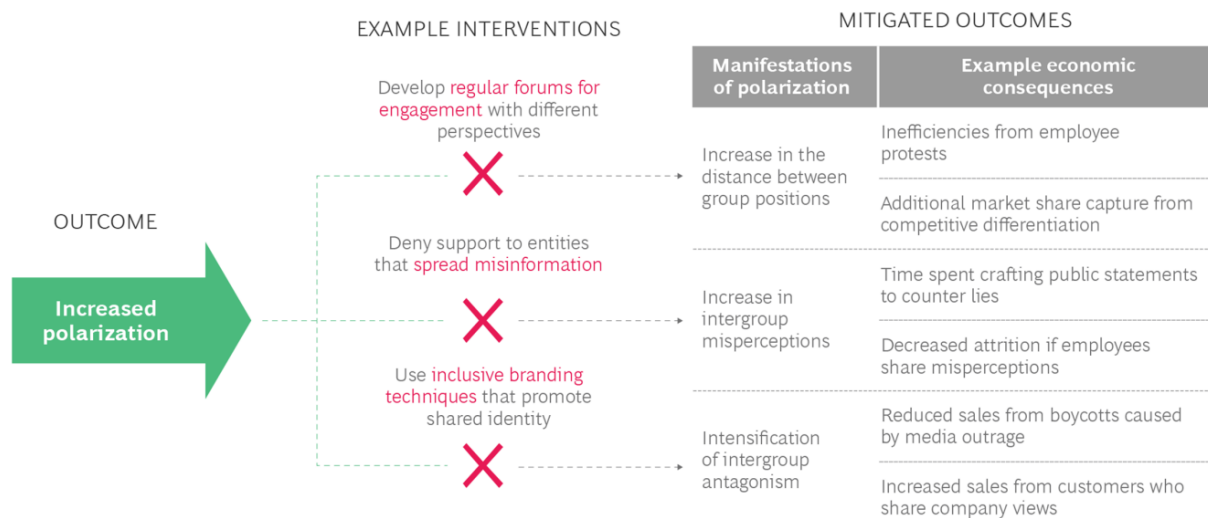 EXAMPLE INTERVENTIONS
MITIGATED OUTCOMES
Manifestations
of polarization
Example economic
consequences
OUTCOME
Increased
polarization
Develop regular forums for
engagement with different
perspectives
Increase in the
distance between
group positions
Inefficiencies from employee
protests
Additional market share capture from
competitive differentiation
Deny support to entities
that spread misinformation
Increase in
intergroup
misperceptions
Time spent crafting public statements
to counter lies
Decreased attrition if employees
share misperceptions
Use inclusive branding
techniques that promote
shared identity
Intensification
of intergroup
antagonism
Reduced sales from boycotts caused
by media outrage
Increased sales from customers who
share company views